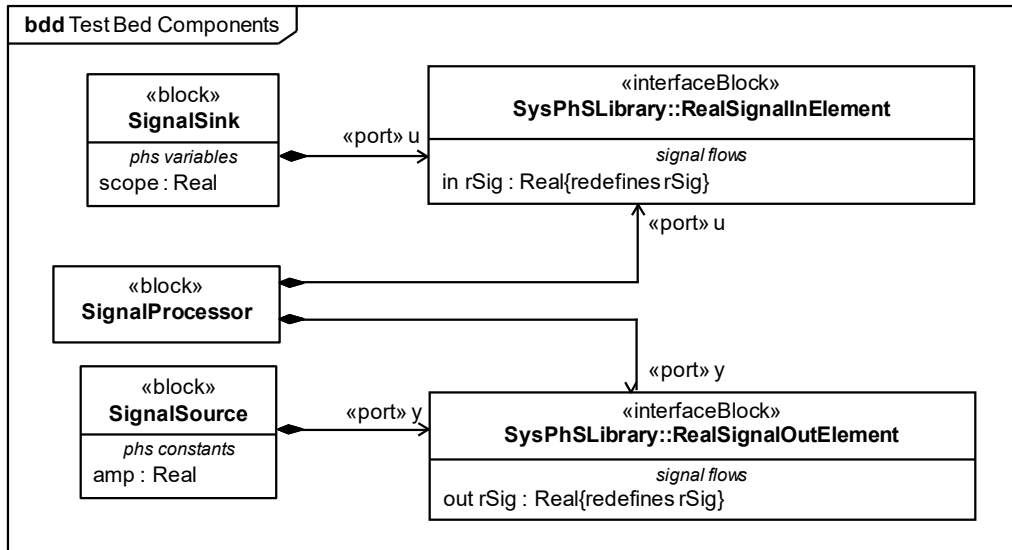 bdd Test Bed Components
«block»
SignalSink
phs variables
scope : Real
«port» u
«interfaceBlock»
SysPhSLibrary::RealSignalInElement
signal flows
in rSig : Real{redefines rSig}
«port» u
«block»
SignalProcessor
«port» y
«block»
SignalSource
phs constants
amp : Real
«port» y
«interfaceBlock»
SysPhSLibrary::RealSignalOutElement
signal flows
out rSig : Real{redefines rSig}